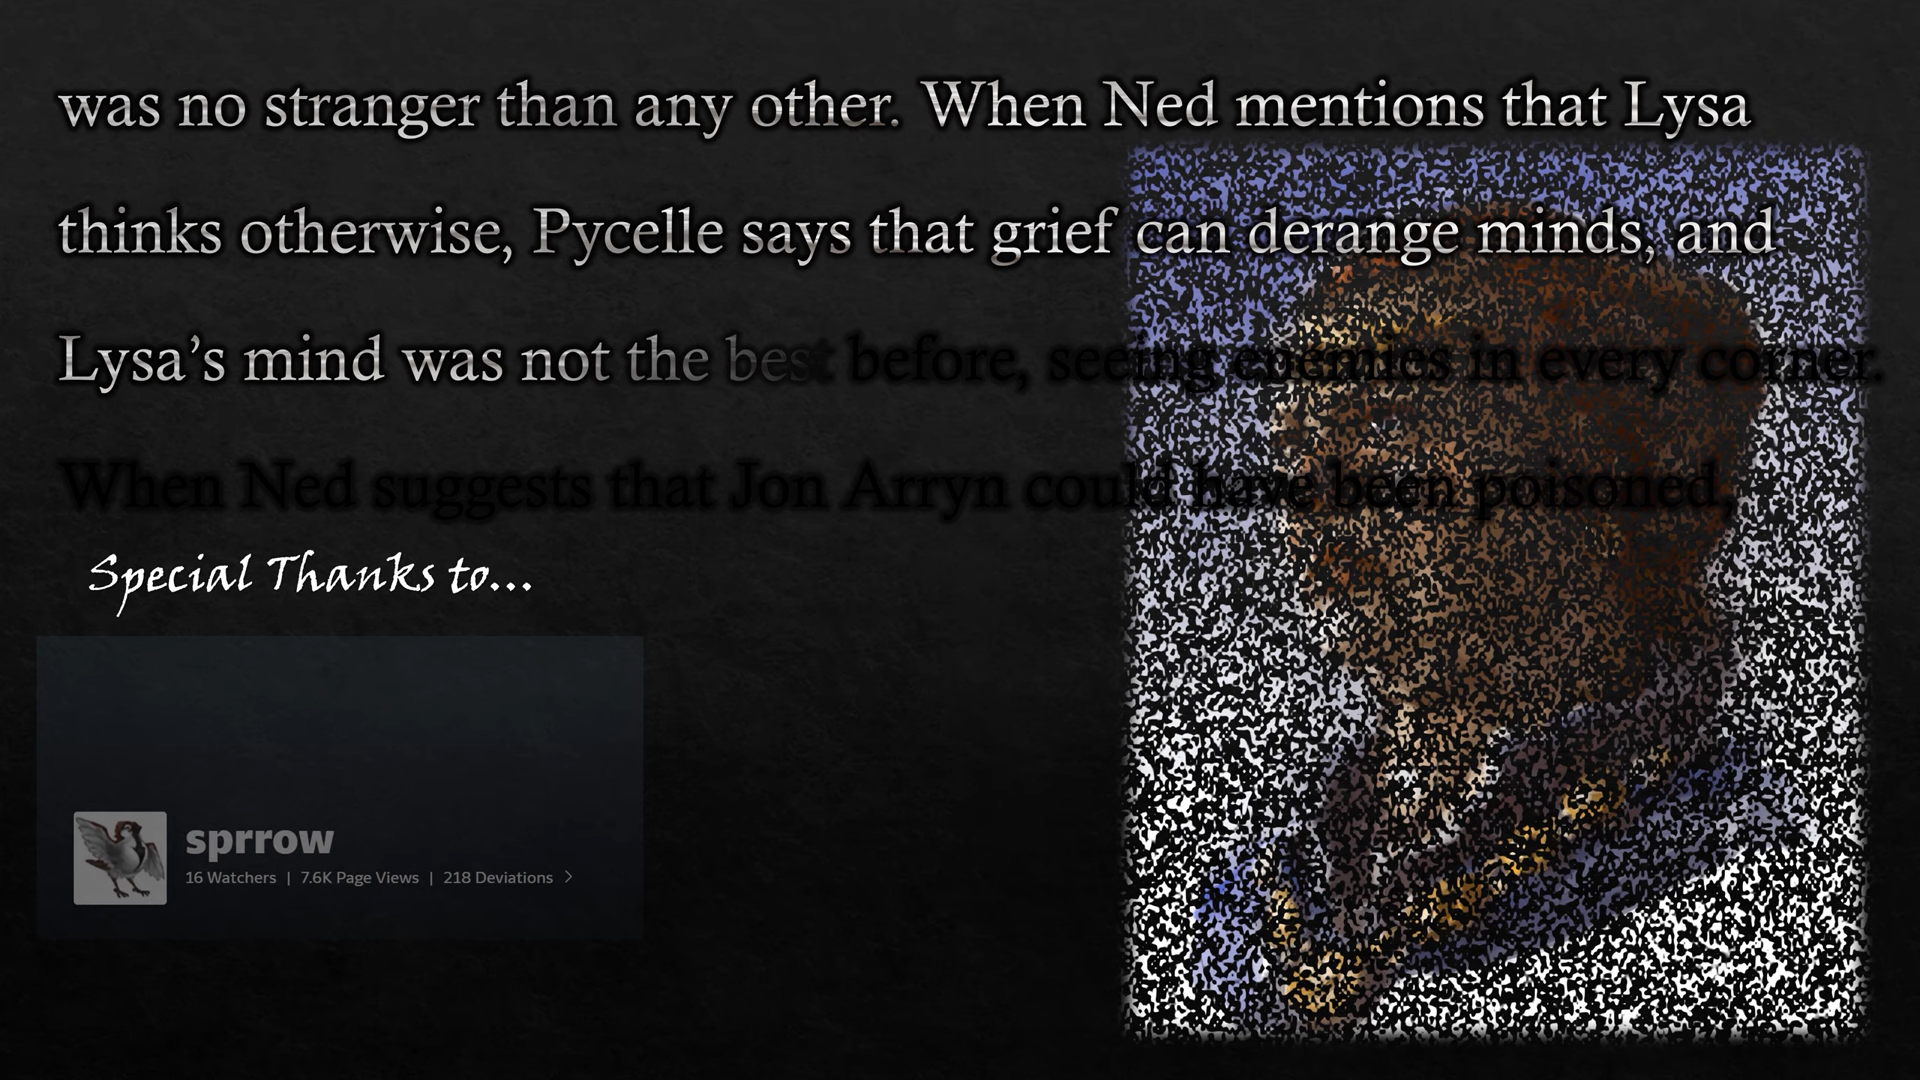 was no stranger than any other. When Ned mentions that Lysa
thinks otherwise, Pycelle says that grief can derange minds, and
Lysa’s mind was not the best before, seeing enemies in every corner.
When Ned suggests that Jon Arryn could have been poisoned,
Special Thanks to...
sprrow
16 Watchers | 7.6K Page Views | 218 Deviations >